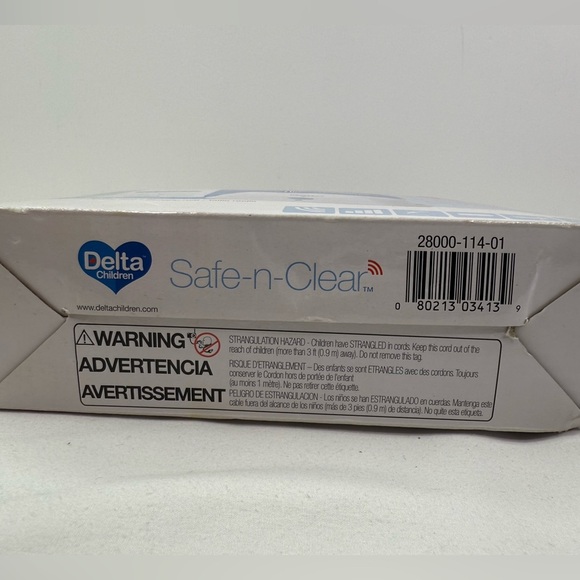 Delta
Children
www.deltachildren.com
Safe-n-Clear™
28000-114-01
0 80213 03413 9
WARNING
ADVERTENCIA
AVERTISSEMENT
STRANGULATION HAZARD - Children have STRANGLED in cords. Keep this cord out of the
reach of children (more than 3 ft (0.9 m) away). Do not remove this tag.
RISQUE D'ETRANGLEMENT – Des enfants se sont ETRANGLES avec des cordons. Toujours
conserver le Cordon hors de portée de l'enfant
(au moins 1 mètre). Ne pas retirer cette étiquette.
PELIGRO DE ESTRANGULACION - Los niños se han ESTRANGULADO en cuerdas. Mantenga este
cable fuera del alcance de los niños (más de 3 pies (0.9 m) de distancia). No quite esta etiqueta.